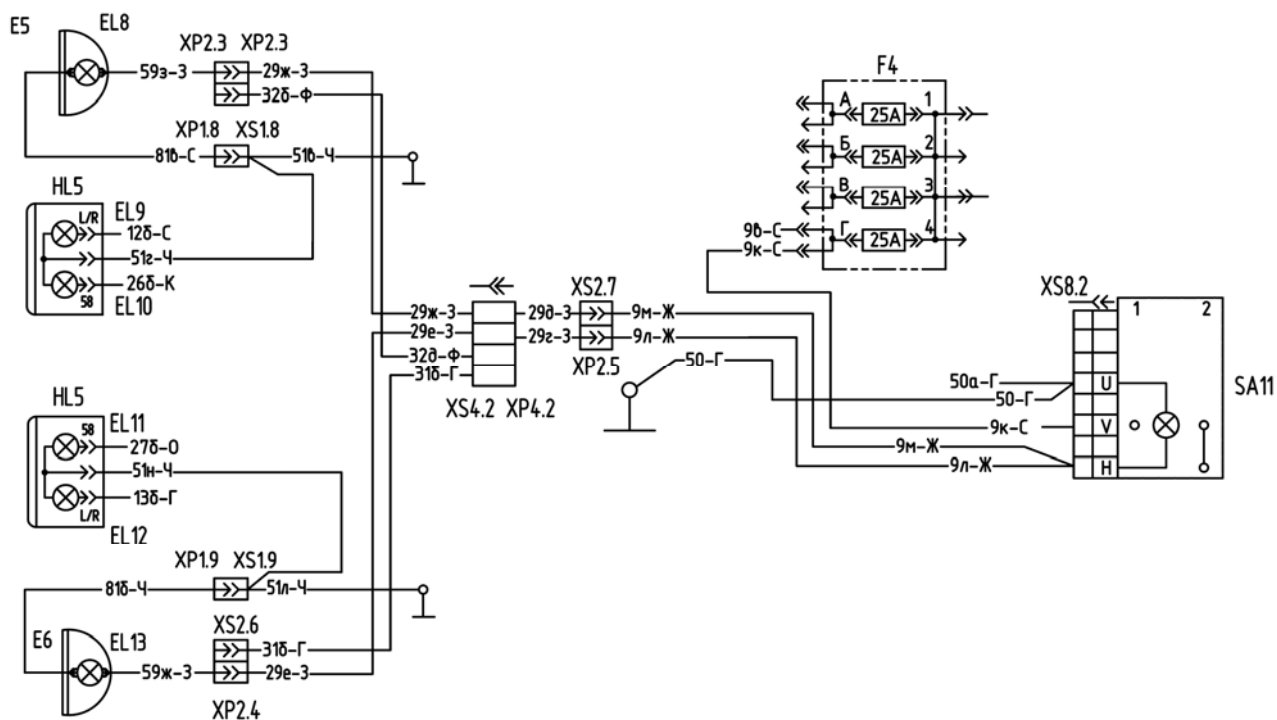 E5
EL8
XP2.3 XP2.3
59з-З
29ж-З
32б-Ф
XP1.8 XS1.8
81в-С
51в-Ч
HL5
L/R
EL9
12б-С
51г-Ч
26б-К
58
EL10
F4
А
25А
1
Б
25А
2
В
25А
3
Г
25А
4
9в-С
9к-С
29ж-З
29е-З
32д-Ф
31б-Г
XS4.2 XP4.2
29д-З
29г-З
XS2.7
XP2.5
9м-Ж
9л-Ж
50-Г
XS8.2
1
2
SA11
50а-Г
50-Г
U
9к-С
V
9м-Ж
9л-Ж
H
HL5
EL11
58
27б-О
51н-Ч
13б-Г
L/R
EL12
XP1.9 XS1.9
81б-Ч
51л-Ч
E6
EL13
XS2.6
31б-Г
59ж-З
29е-З
XP2.4